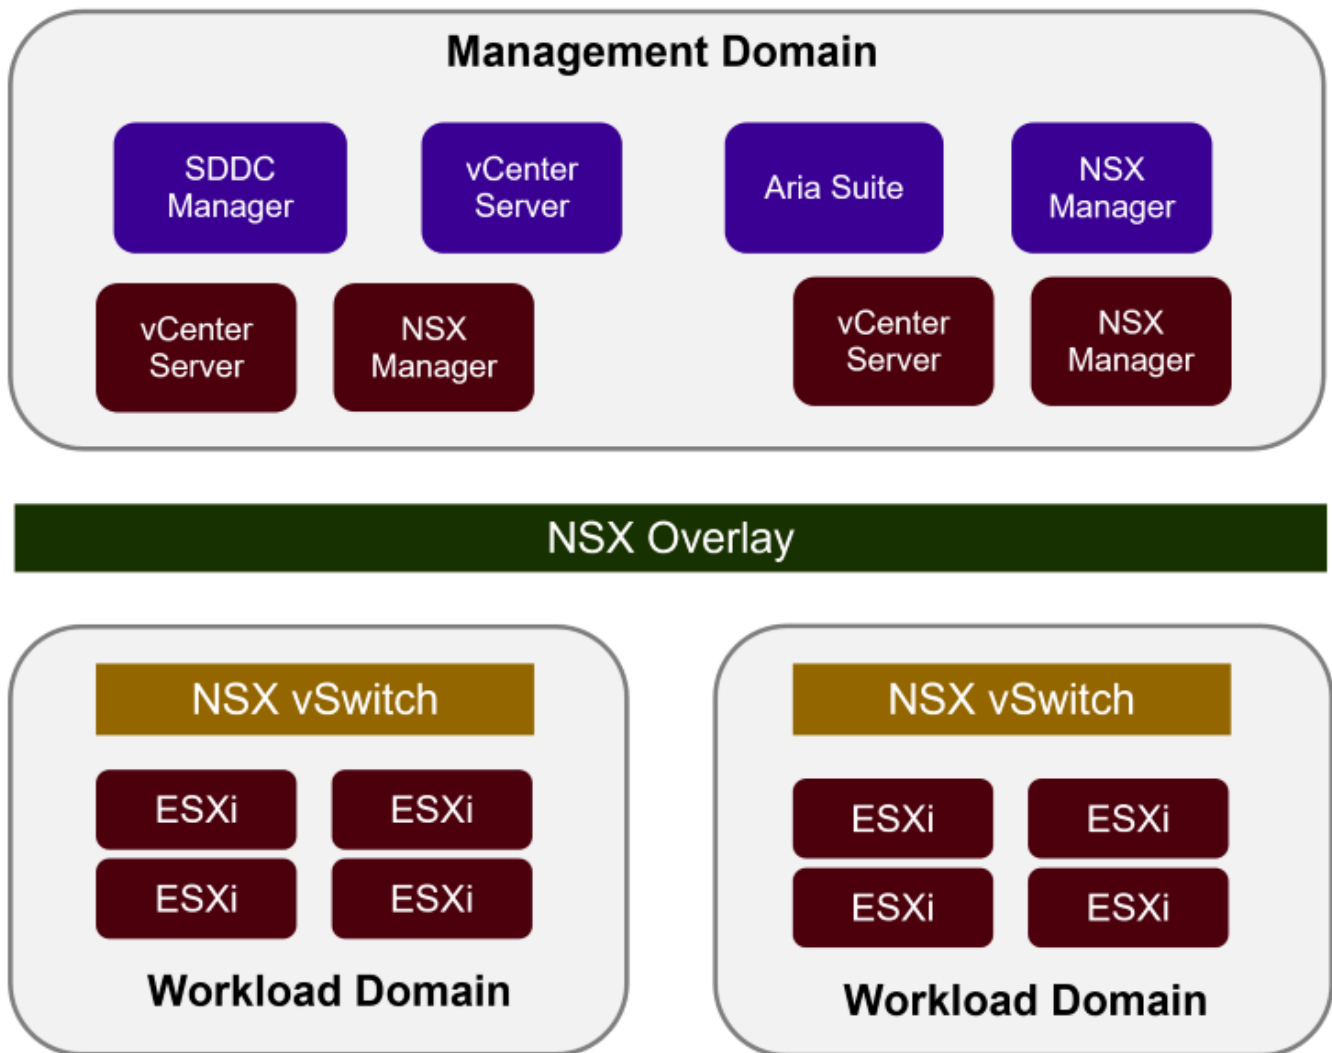 Management Domain
SDDC
Manager
vCenter
Server
Aria Suite
NSX
Manager
vCenter
Server
NSX
Manager
vCenter
Server
NSX
Manager
NSX Overlay
NSX vSwitch
ESXi
ESXi
ESXi
ESXi
Workload Domain
NSX vSwitch
ESXi
ESXi
ESXi
ESXi
Workload Domain